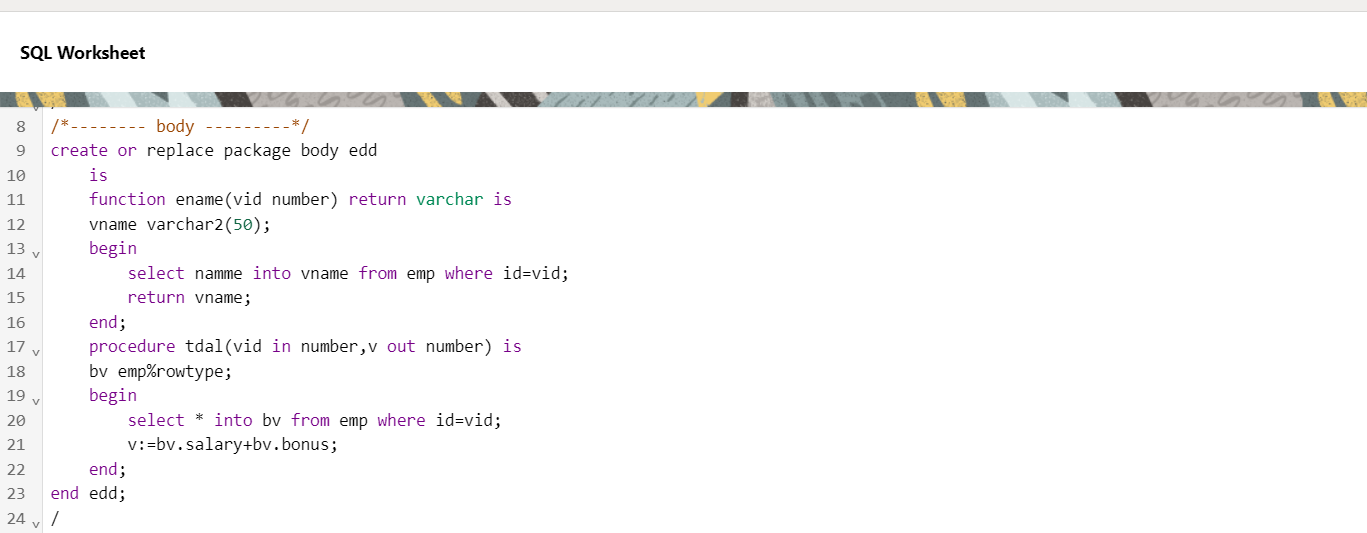 SQL Worksheet
8 /*-------- body ---------*/
9 create or replace package body edd
10 is
11 function ename(vid number) return varchar is
12 vname varchar2(50);
13 begin
14 select namme into vname from emp where id=vid;
15 return vname;
16 end;
17 procedure tdal(vid in number,v out number) is
18 bv emp%rowtype;
19 begin
20 select * into bv from emp where id=vid;
21 v:=bv.salary+bv.bonus;
22 end;
23 end edd;
24 /